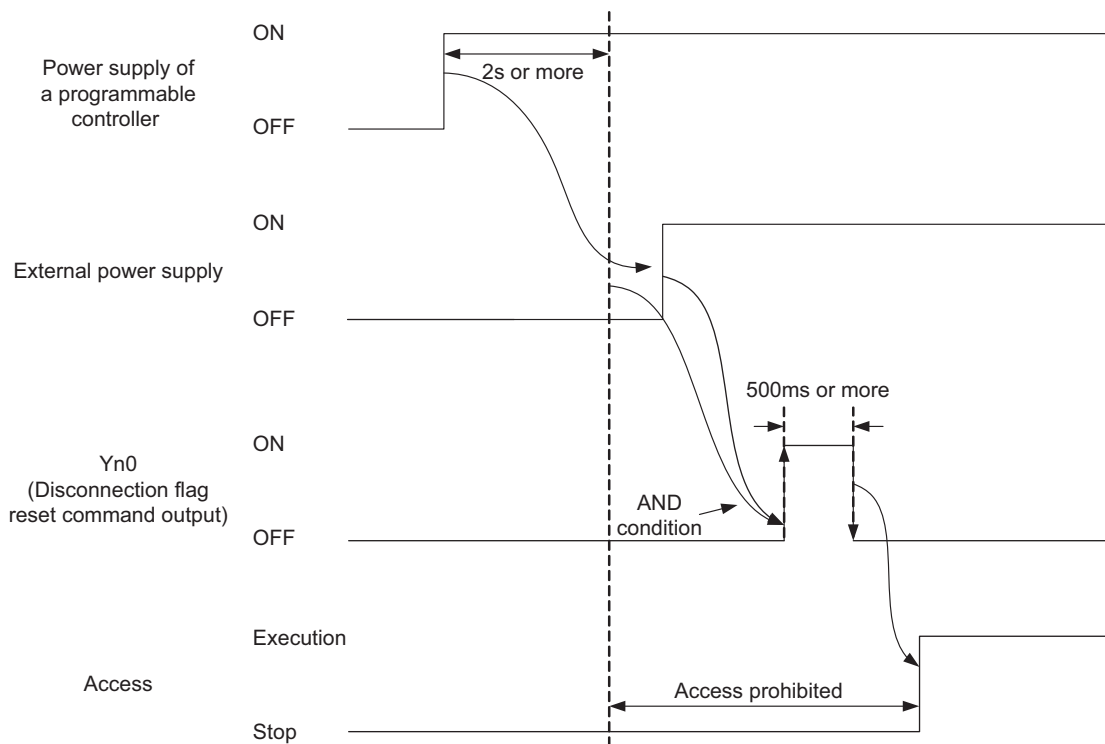 ON
Power supply of
a programmable
controller
2s or more
OFF
ON
External power supply
OFF
500ms or more
ON
Yn0
(Disconnection flag
reset command output)
AND
condition
OFF
Execution
Access
Access prohibited
Stop